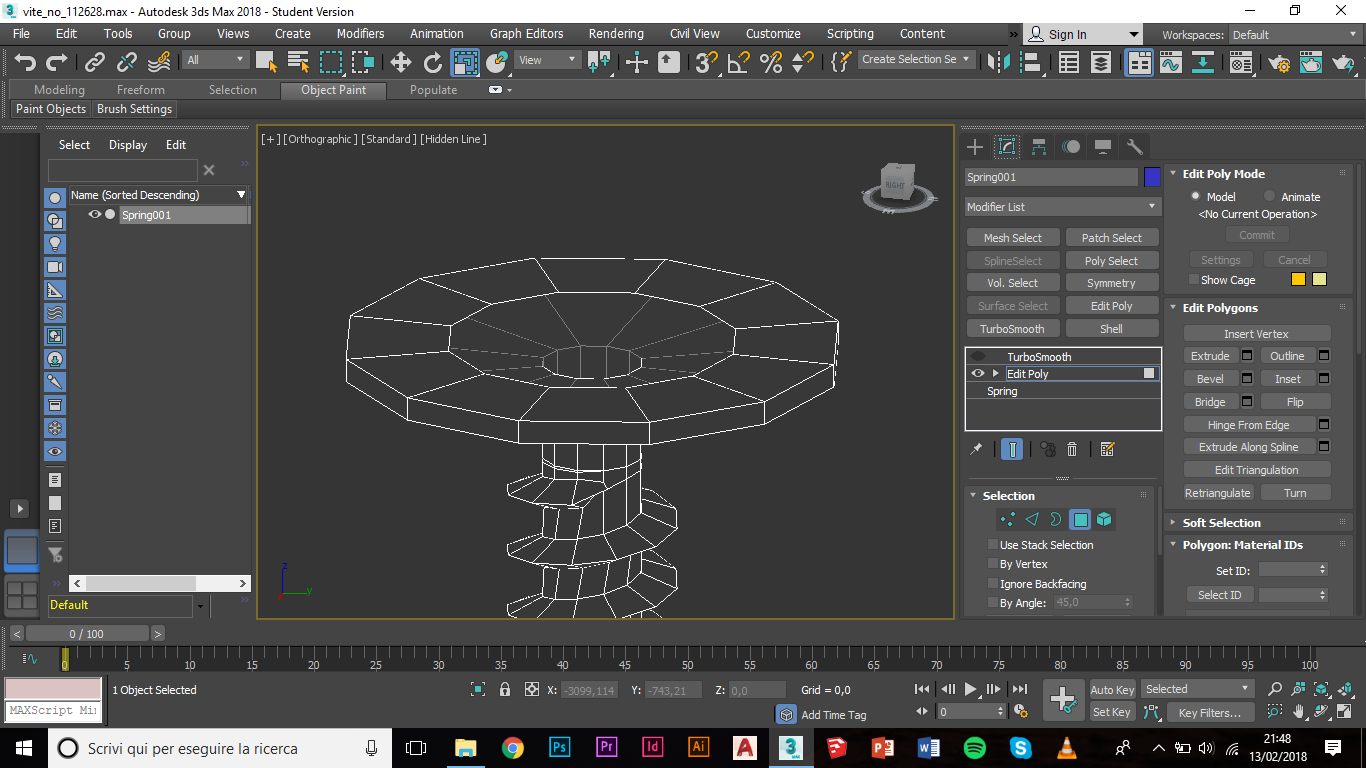 vite_no_112628.max - Autodesk 3ds Max 2018 - Student Version
File Edit Tools Group Views Create Modifiers Animation Graph Editors Rendering Civil View Customize Scripting Content » Sign In Workspaces: Default
All View Create Selection Se
Modeling Freeform Selection Object Paint Populate
Paint Objects Brush Settings
Select Display Edit
Name (Sorted Descending)
Spring001
Default
[+] [Orthographic] [Standard] [Hidden Line]
RIGHT
z
x
y
Spring001
Modifier List
Mesh Select Patch Select
SplineSelect Poly Select
Vol. Select Symmetry
Surface Select Edit Poly
TurboSmooth Shell
TurboSmooth
Edit Poly
Spring
Selection
Use Stack Selection
By Vertex
Ignore Backfacing
By Angle: 45,0
Edit Poly Mode
Model Animate
<No Current Operation>
Commit
Settings Cancel
Show Cage
Edit Polygons
Insert Vertex
Extrude Outline
Bevel Inset
Bridge Flip
Hinge From Edge
Extrude Along Spline
Edit Triangulation
Retriangulate Turn
Soft Selection
Polygon: Material IDs
Set ID:
Select ID
< 0 / 100 >
0 5 10 15 20 25 30 35 40 45 50 55 60 65 70 75 80 85 90 95 100
1 Object Selected X: -3099,114 Y: -743,21 Z: 0,0 Grid = 0,0 Auto Key Selected
MAXScript Min Add Time Tag 0 Set Key Key Filters...
Scrivi qui per eseguire la ricerca Ps Pr Id Ai A 3 MAX 21:48
13/02/2018